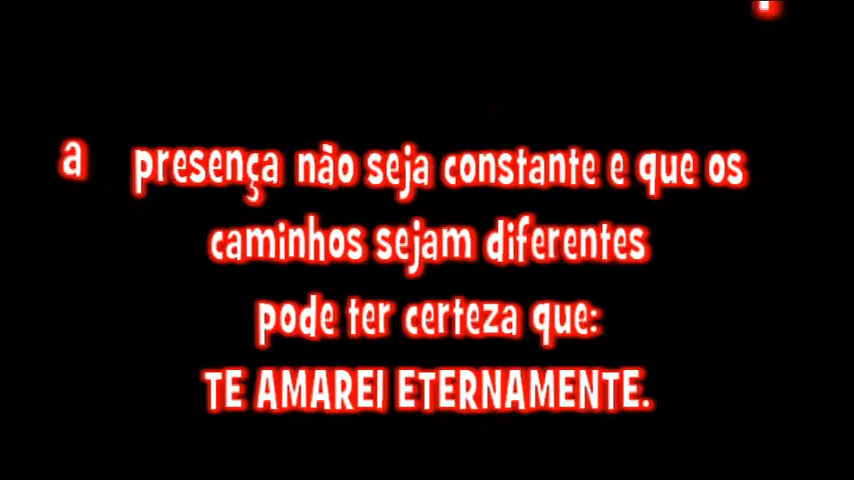 a presença não seja constante e que os
caminhos sejam diferentes
pode ter certeza que:
TE AMAREI ETERNAMENTE.